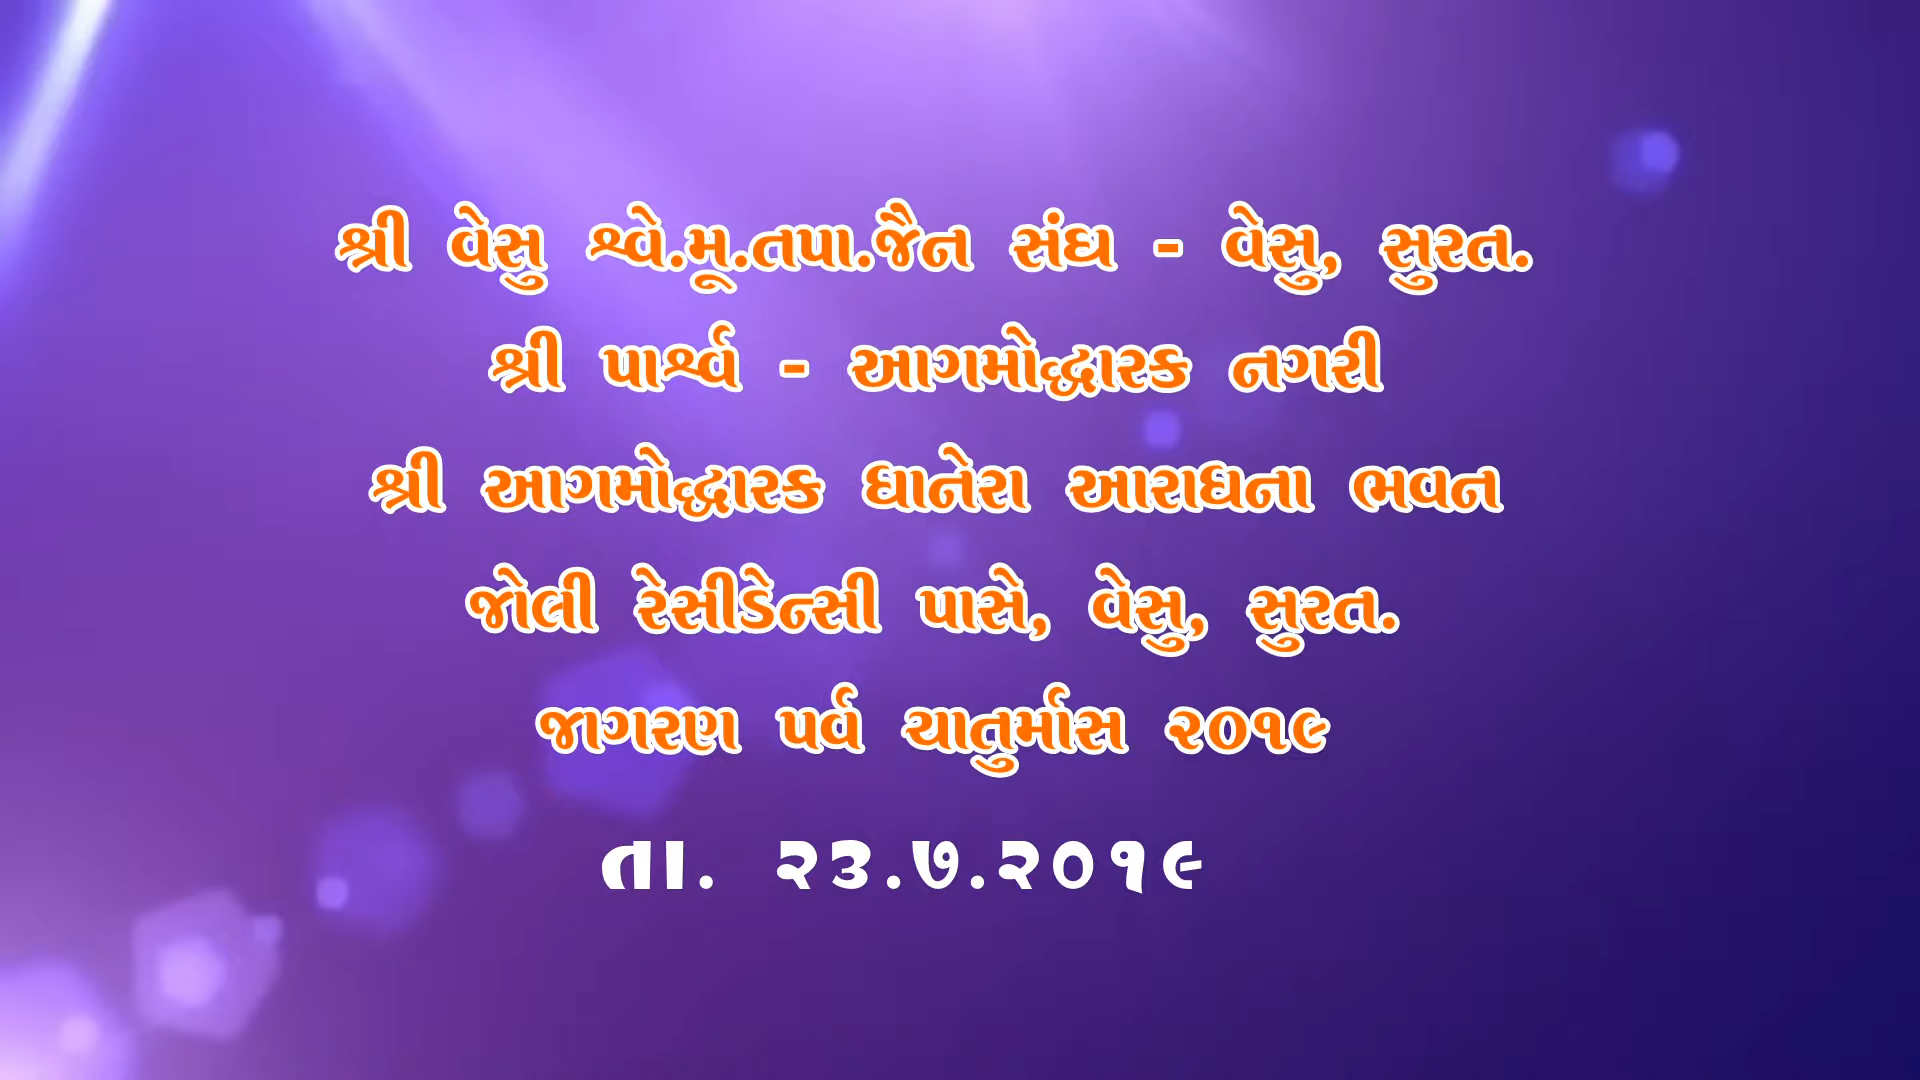 શ્રી વેસુ શ્વે.મૂ.તપા.જૈન સંઘ - વેસુ, સુરત.
શ્રી પાર્શ્વ - આગમોદ્ધારક નગરી
શ્રી આગમોદ્ધારક ધાનેરા આરાધના ભવન
જોલી રેસીડેન્સી પાસે, વેસુ, સુરત.
જાગરણ પર્વ ચાતુર્માસ ૨૦૧૯
તા. ૨૩.૭.૨૦૧૯